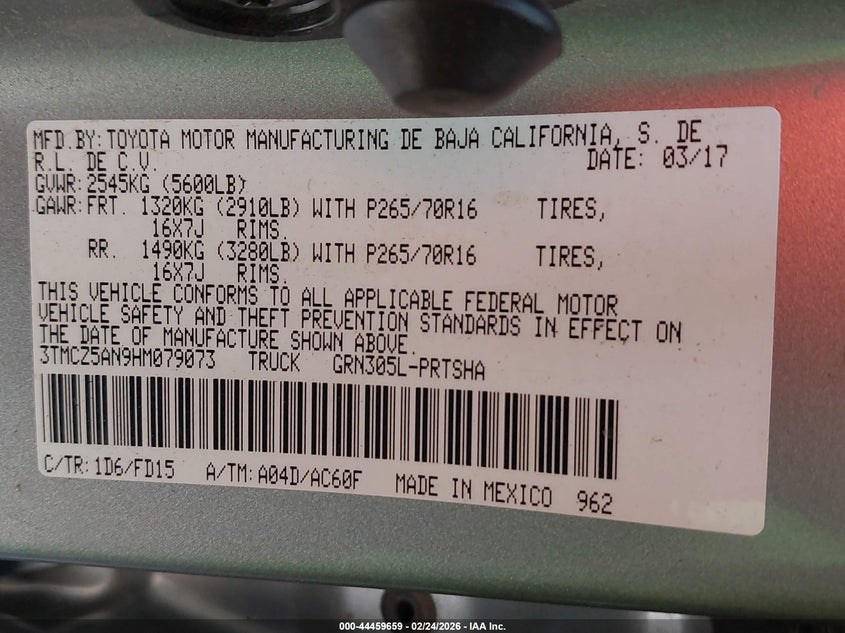 MFD.BY:TOYOTA MOTOR MANUFACTURING DE BAJA CALIFORNIA, S. DE
R.L. DE C.V. DATE: 03/17
GVWR:2545KG (5600LB)
GAWR:FRT. 1320KG (2910LB) WITH P265/70R16 TIRES,
16X7J RIMS.
RR. 1490KG (3280LB) WITH P265/70R16 TIRES,
16X7J RIMS.
THIS VEHICLE CONFORMS TO ALL APPLICABLE FEDERAL MOTOR
VEHICLE SAFETY AND THEFT PREVENTION STANDARDS IN EFFECT ON
THE DATE OF MANUFACTURE SHOWN ABOVE.
3TMCZ5AN9HM079073 TRUCK GRN305L-PRTSHA
C/TR:1D6/FD15 A/TM:A04D/AC60F MADE IN MEXICO 962
000-44459659 - 02/24/2026 - IAA Inc.